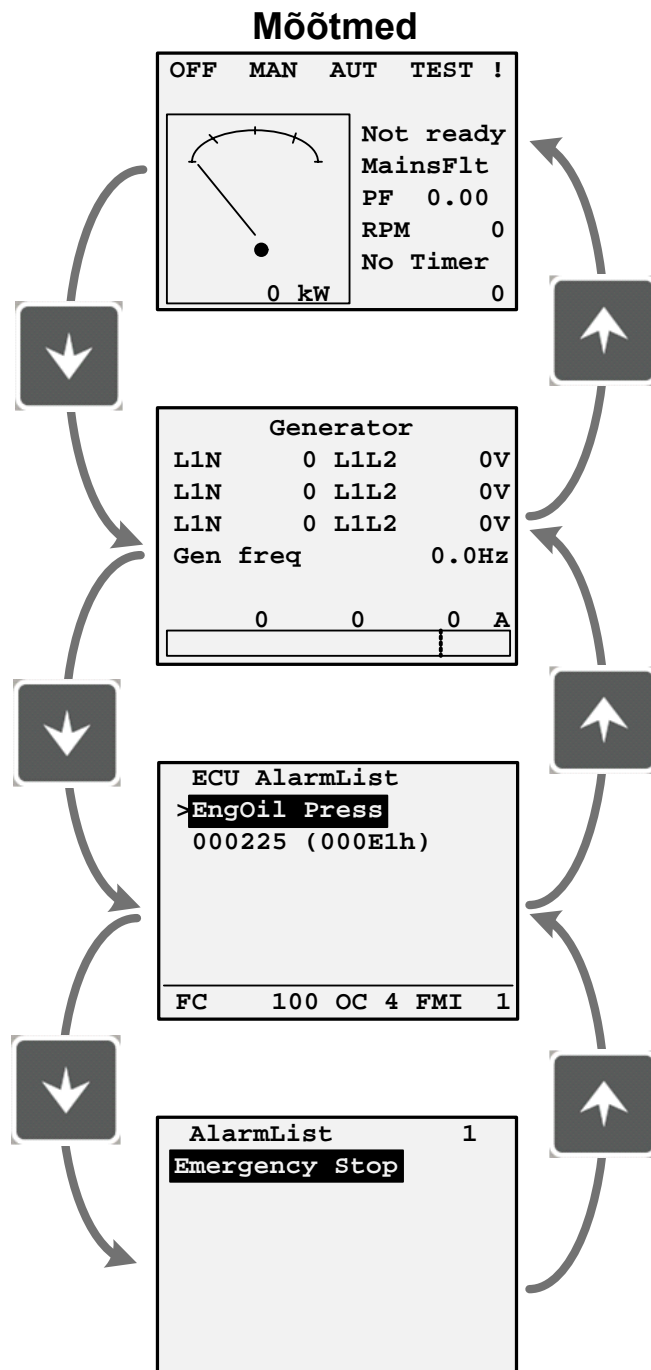 Mõõtmed
OFF MAN AUT TEST !
Not ready
MainsFlt
PF 0.00
RPM 0
No Timer
0 kW 0
Generator
L1N 0 L1L2 0V
L1N 0 L1L2 0V
L1N 0 L1L2 0V
Gen freq 0.0Hz
0 0 0 A
ECU AlarmList
>EngOil Press
000225 (000E1h)
FC 100 OC 4 FMI 1
AlarmList 1
Emergency Stop